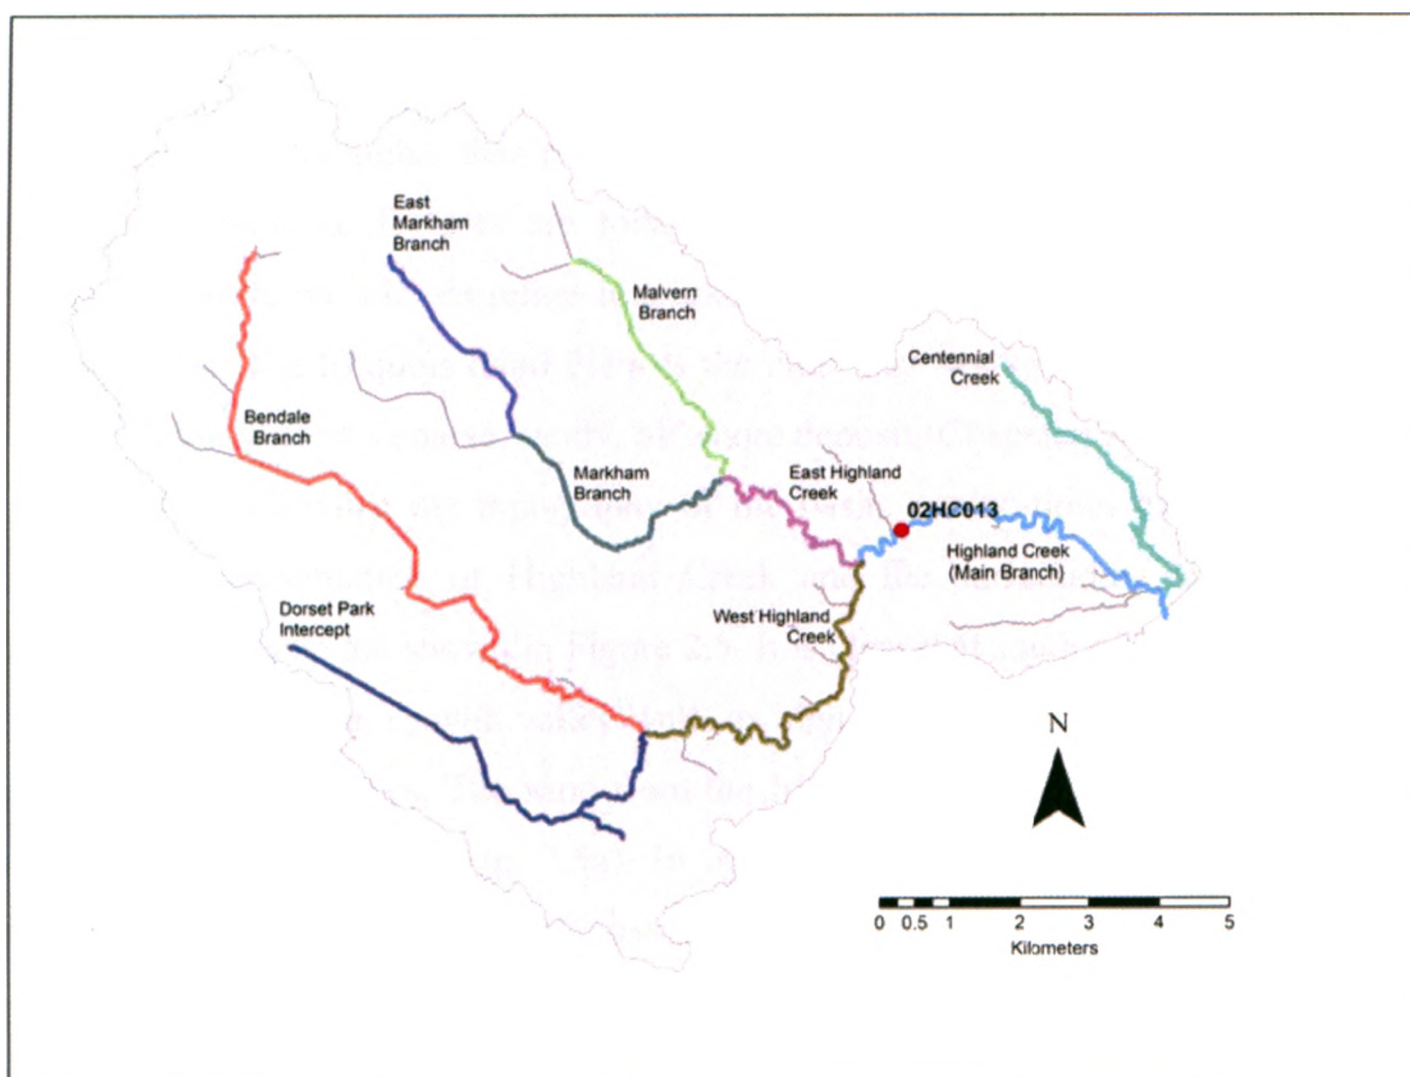 East
Markham
Branch
Malvern
Branch
Centennial
Creek
Bendale
Branch
Markham
Branch
East Highland
Creek
02HC013
Highland Creek
(Main Branch)
Dorset Park
Intercept
West Highland
Creek
N
0 0.5 1 2 3 4 5
Kilometers